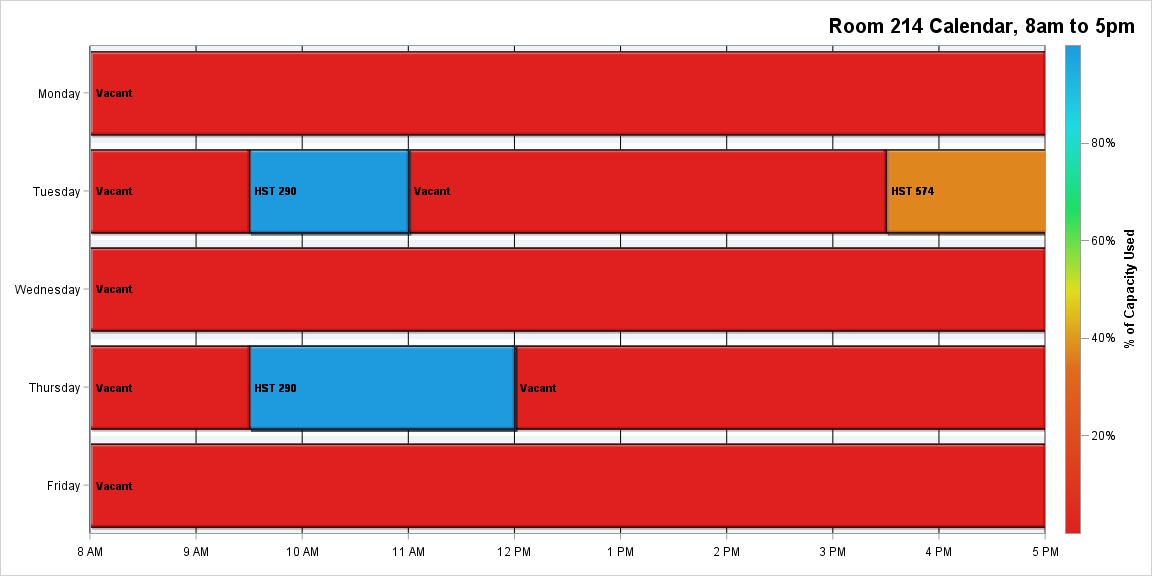 Room 214 Calendar, 8am to 5pm
Monday
Vacant
Tuesday
Vacant
HST 290
Vacant
HST 574
Wednesday
Vacant
Thursday
Vacant
HST 290
Vacant
Friday
Vacant
8 AM
9 AM
10 AM
11 AM
12 PM
1 PM
2 PM
3 PM
4 PM
5 PM
80%
60%
40%
20%
% of Capacity Used